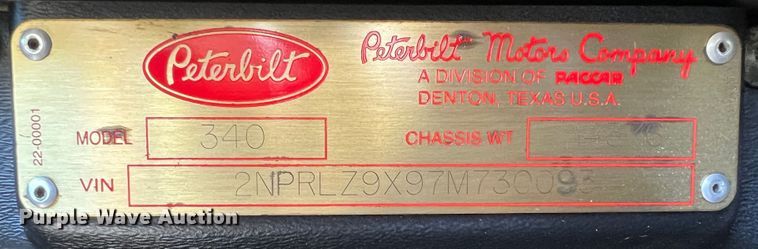 Peterbilt
Peterbilt Motors Company
A DIVISION OF PACCAR
DENTON, TEXAS U.S.A.
22-00001
MODEL 340 CHASSIS WT
VIN 2NPRLZ9X97M730093
Purple Wave Auction